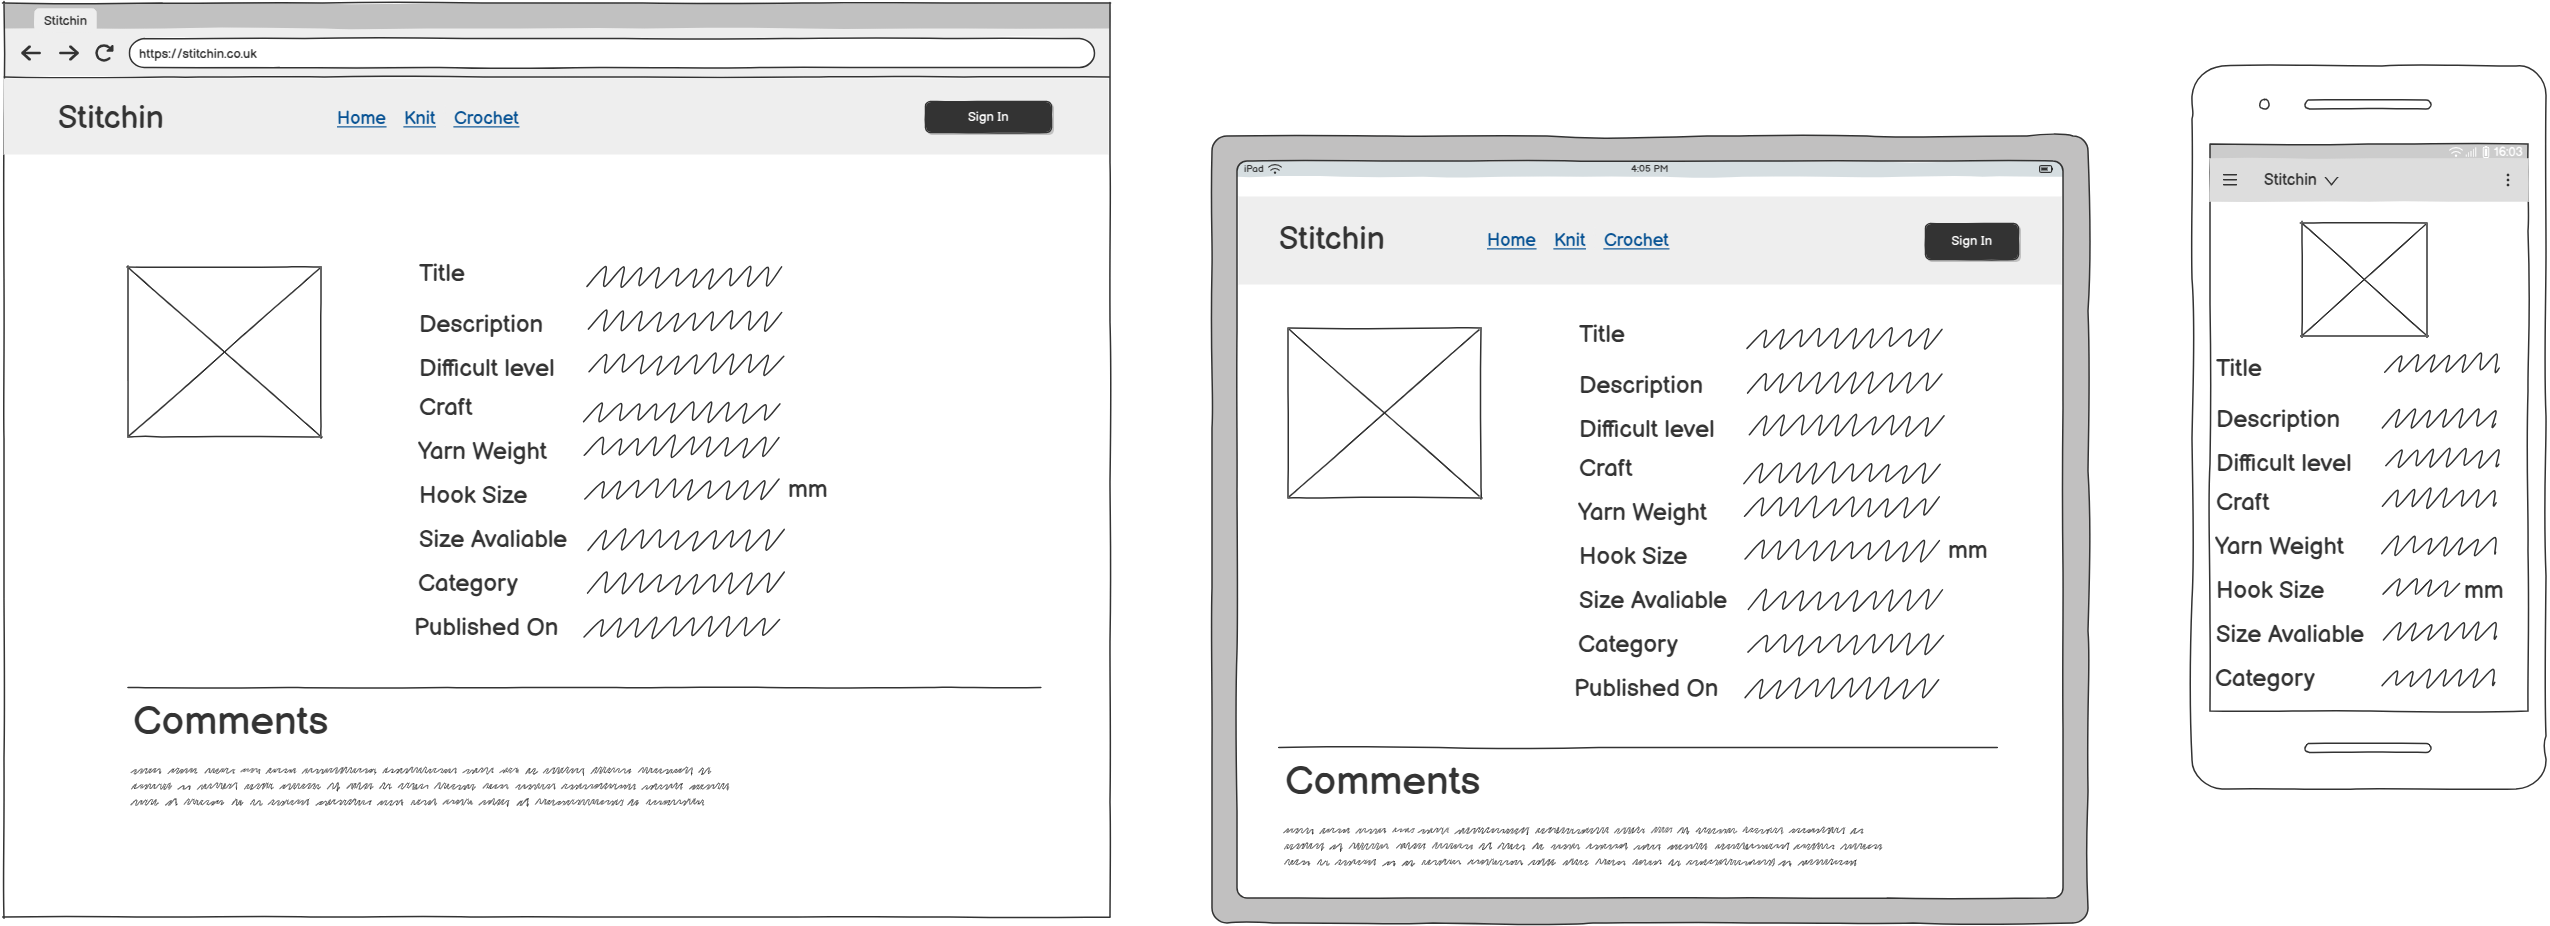 Stitchin
https://stitchin.co.uk
Stitchin Home Knit Crochet Sign In
Title
Description
Difficult level
Craft
Yarn Weight
Hook Size mm
Size Avaliable
Category
Published On
Comments
iPad 4:05 PM
Stitchin Home Knit Crochet Sign In
Title
Description
Difficult level
Craft
Yarn Weight
Hook Size mm
Size Avaliable
Category
Published On
Comments
16:03
Stitchin
Title
Description
Difficult level
Craft
Yarn Weight
Hook Size mm
Size Avaliable
Category